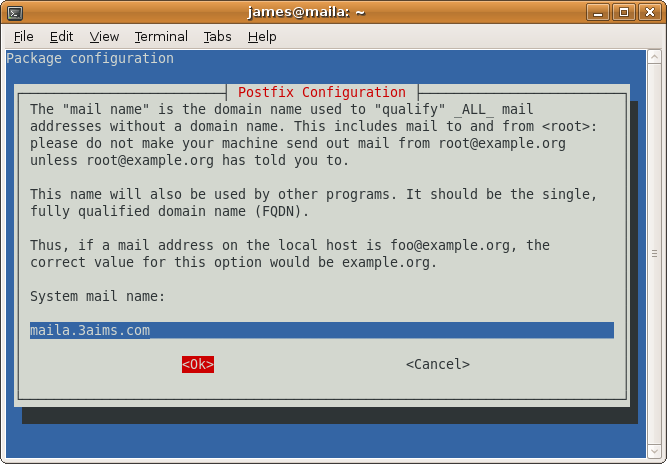 james@maila: ~
File Edit View Terminal Tabs Help
Package configuration
Postfix Configuration
The "mail name" is the domain name used to "qualify" _ALL_ mail
addresses without a domain name. This includes mail to and from <root>:
please do not make your machine send out mail from root@example.org
unless root@example.org has told you to.
This name will also be used by other programs. It should be the single,
fully qualified domain name (FQDN).
Thus, if a mail address on the local host is foo@example.org, the
correct value for this option would be example.org.
System mail name:
maila.3aims.com
<Ok> <Cancel>